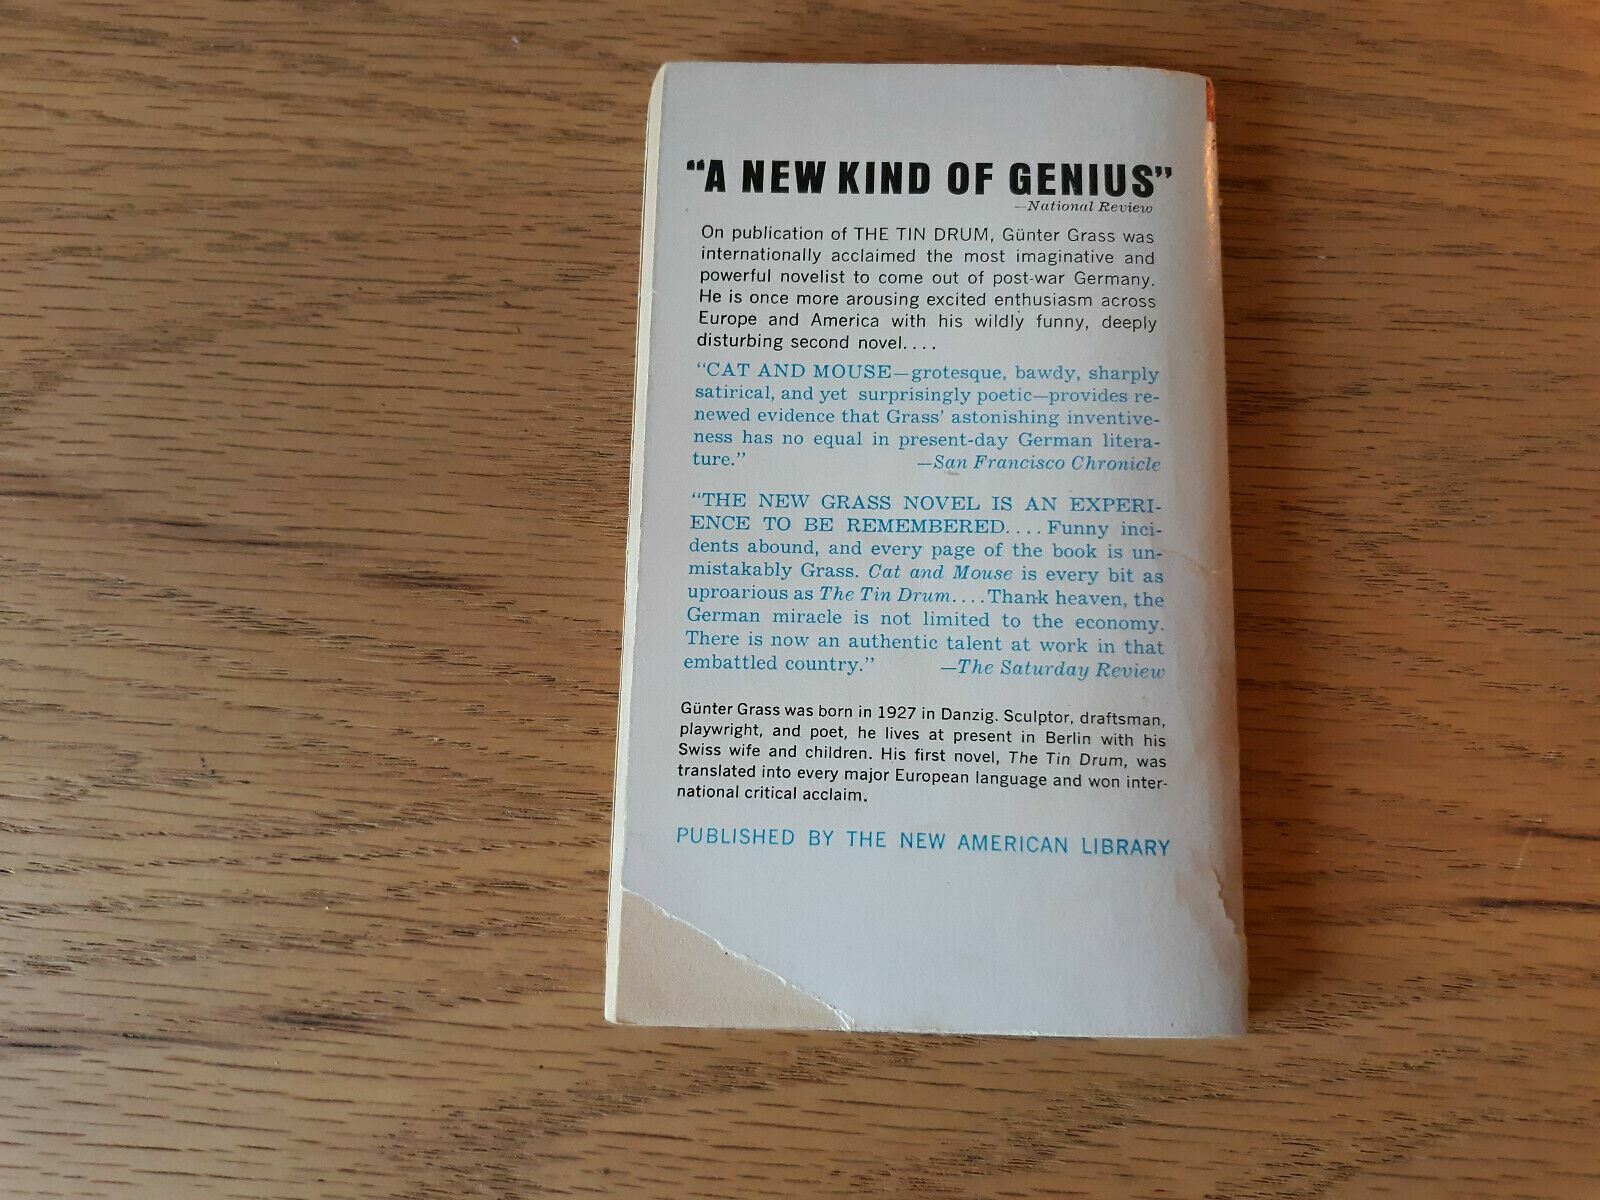 "A NEW KIND OF GENIUS"
—National Review
On publication of THE TIN DRUM, Günter Grass was
internationally acclaimed the most imaginative and
powerful novelist to come out of post-war Germany.
He is once more arousing excited enthusiasm across
Europe and America with his wildly funny, deeply
disturbing second novel....
"CAT AND MOUSE—grotesque, bawdy, sharply
satirical, and yet surprisingly poetic—provides re-
newed evidence that Grass' astonishing inventive-
ness has no equal in present-day German litera-
ture." —San Francisco Chronicle
"THE NEW GRASS NOVEL IS AN EXPERI-
ENCE TO BE REMEMBERED.... Funny inci-
dents abound, and every page of the book is un-
mistakably Grass. Cat and Mouse is every bit as
uproarious as The Tin Drum....Thank heaven, the
German miracle is not limited to the economy.
There is now an authentic talent at work in that
embattled country." —The Saturday Review
Günter Grass was born in 1927 in Danzig. Sculptor, draftsman,
playwright, and poet, he lives at present in Berlin with his
Swiss wife and children. His first novel, The Tin Drum, was
translated into every major European language and won inter-
national critical acclaim.
PUBLISHED BY THE NEW AMERICAN LIBRARY